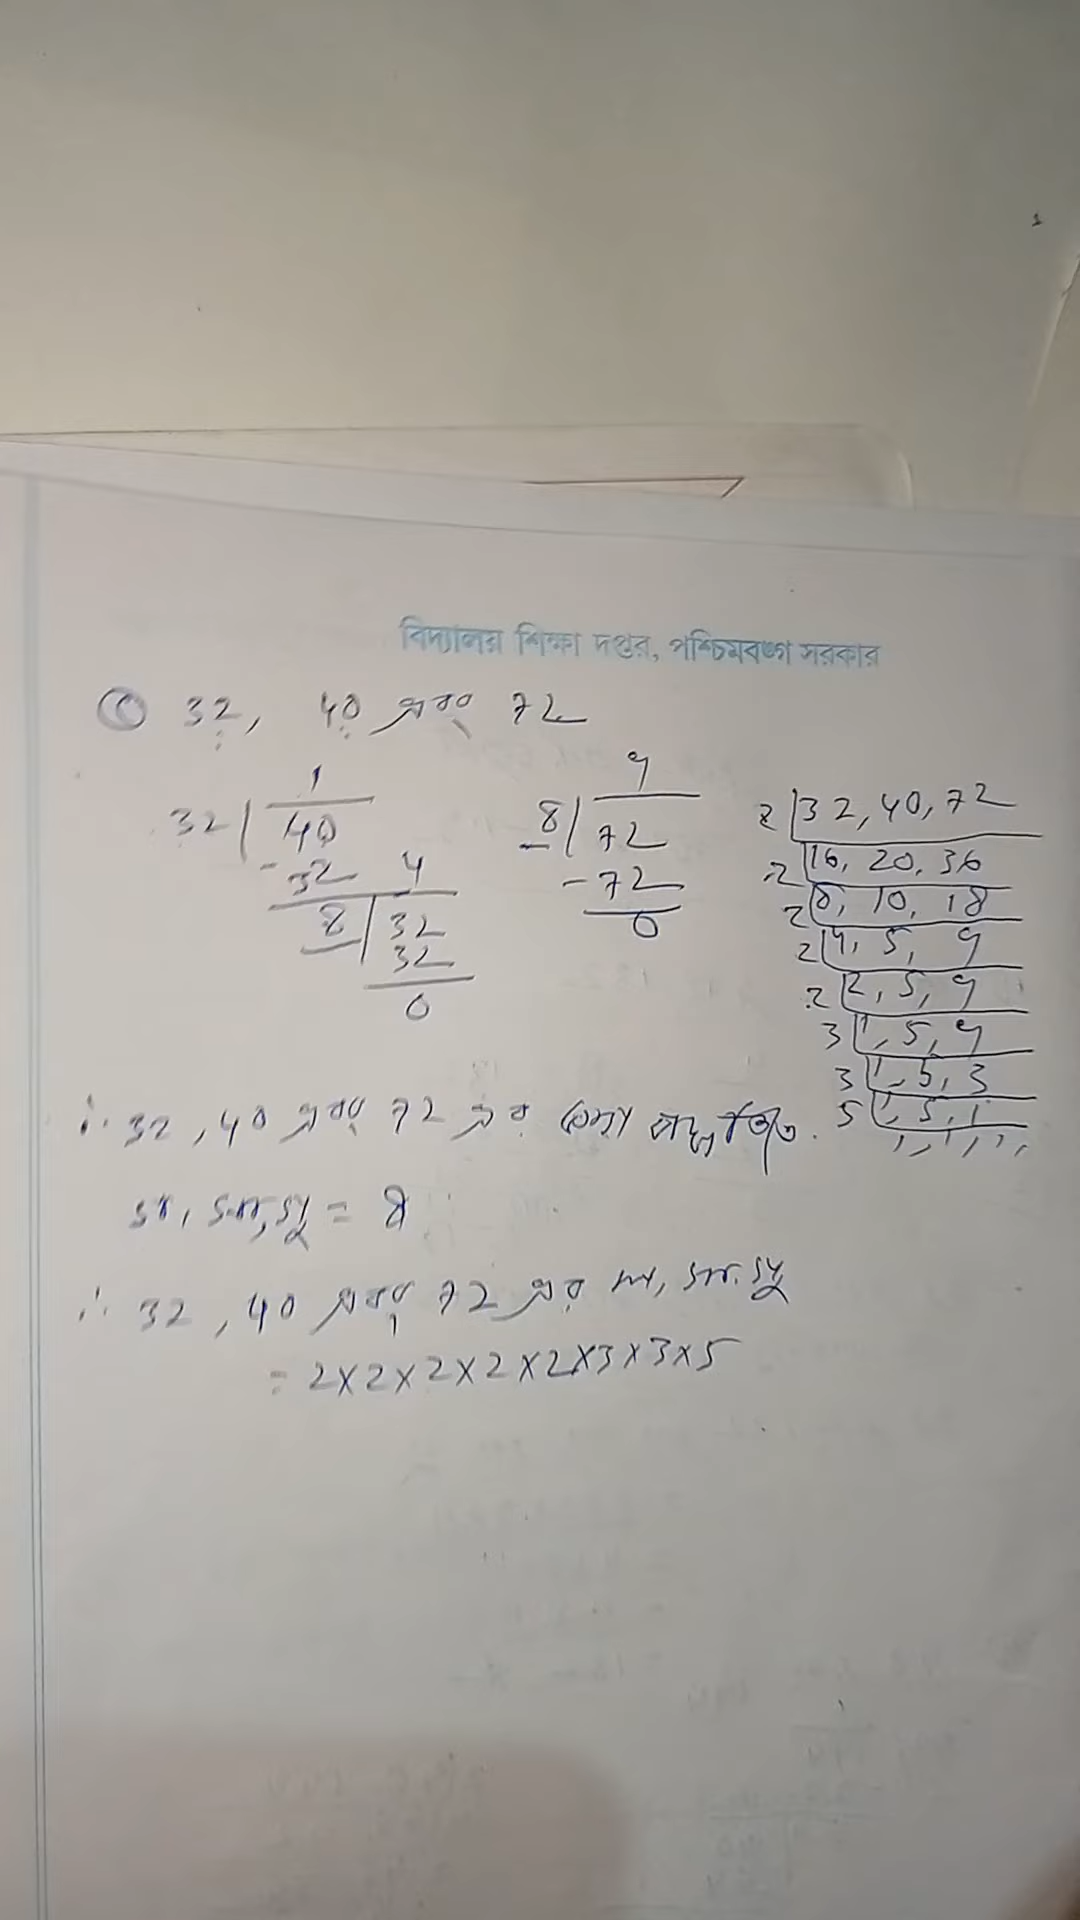 বিদ্যালয় শিক্ষা দপ্তর, পশ্চিমবঙ্গ সরকার
32, 40 এবং 72
1
32 | 40
- 32 4
8 | 32
32
0
9
8 | 72
- 72
0
2 | 32, 40, 72
2 | 16, 20, 36
2 | 8, 10, 18
2 | 4, 5, 9
2 | 2, 5, 9
3 | 1, 5, 9
3 | 1, 5, 3
5 | 1, 5, 1
1, 1, 1
∴ 32, 40 এবং 72 এর
গ, সা, গু = 8
∴ 32, 40 এবং 72 এর ল, সা. গু
= 2×2×2×2×2×3×3×5